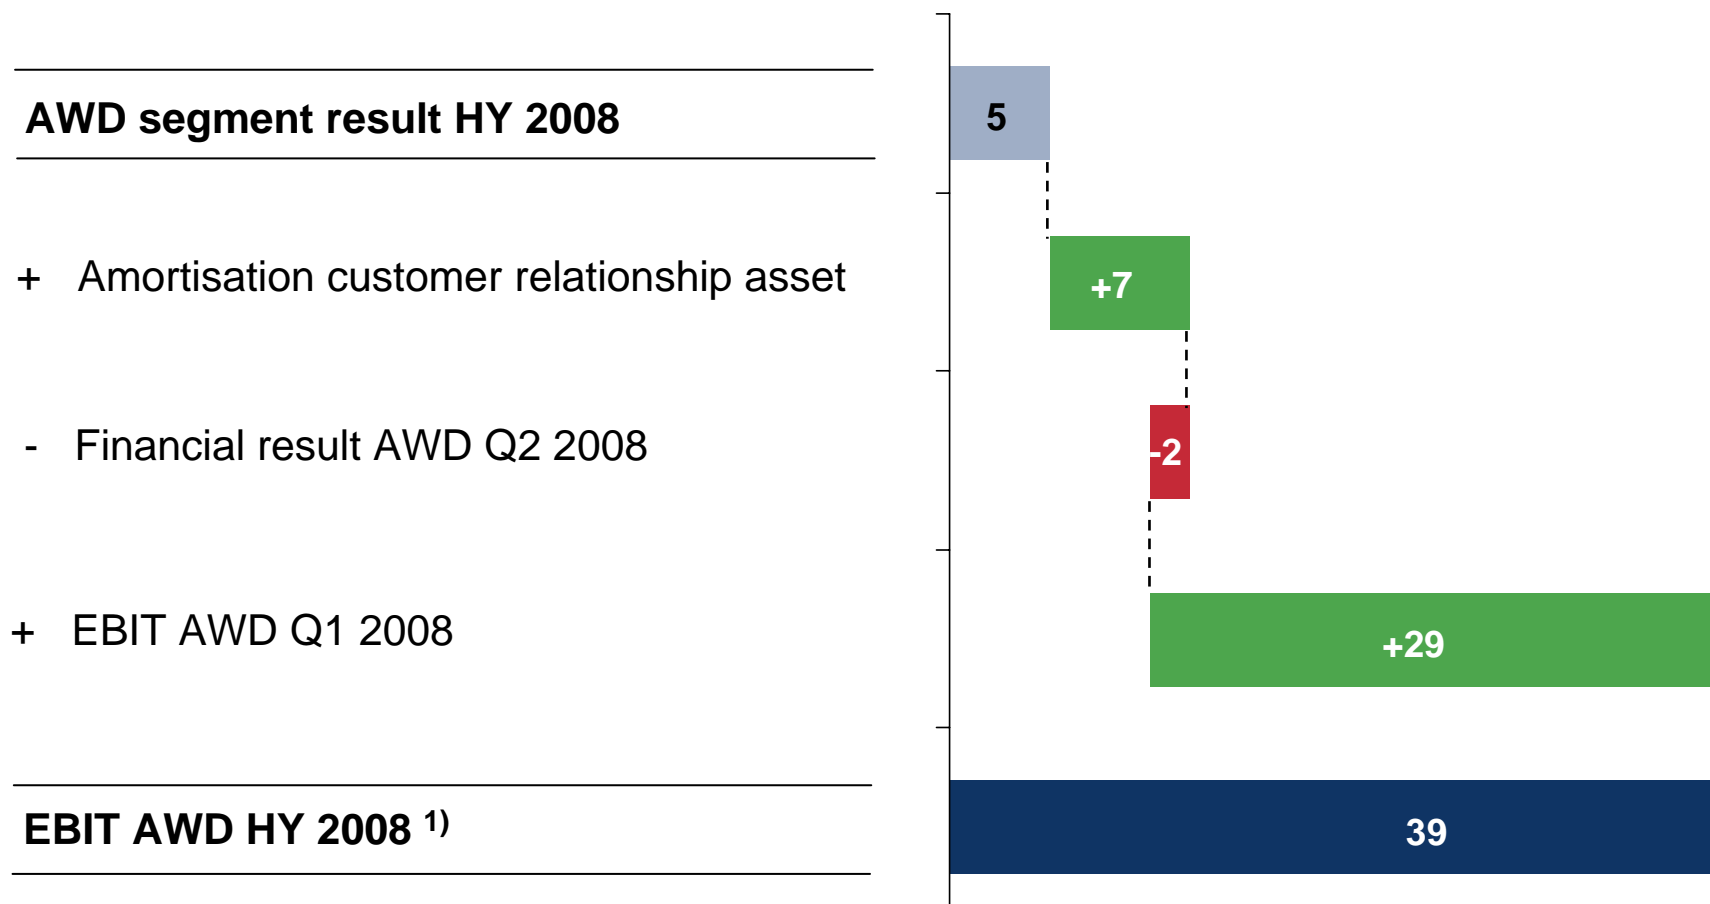 AWD segment result HY 2008 5
+ Amortisation customer relationship asset +7
- Financial result AWD Q2 2008 -2
+ EBIT AWD Q1 2008 +29
EBIT AWD HY 2008 1) 39